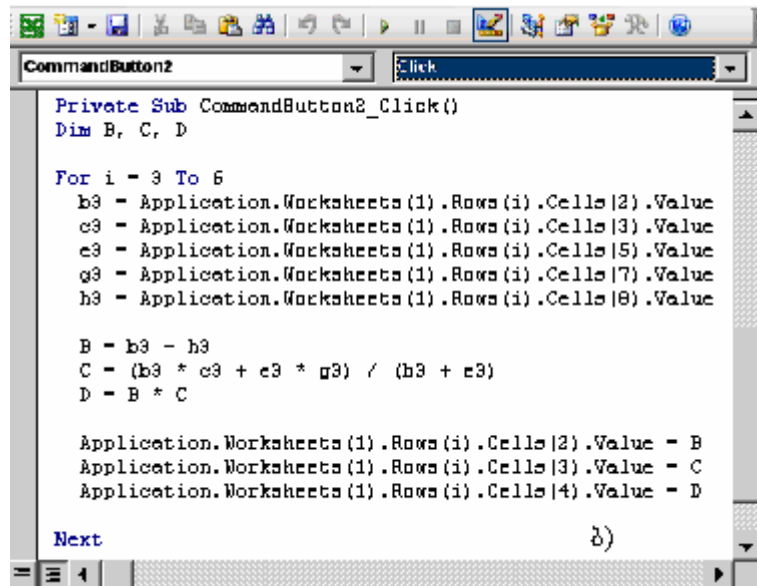 CommandButton2 Click
Private Sub CommandButton2_Click()
Dim B, C, D
For i = 3 To 6
b3 = Application.Worksheets(1).Rows(i).Cells(2).Value
c3 = Application.Worksheets(1).Rows(i).Cells(3).Value
e3 = Application.Worksheets(1).Rows(i).Cells(5).Value
g3 = Application.Worksheets(1).Rows(i).Cells(7).Value
h3 = Application.Worksheets(1).Rows(i).Cells(8).Value
B = b3 - h3
C = (b3 * c3 + e3 * g3) / (b3 + e3)
D = B * C
Application.Worksheets(1).Rows(i).Cells(2).Value = B
Application.Worksheets(1).Rows(i).Cells(3).Value = C
Application.Worksheets(1).Rows(i).Cells(4).Value = D
Next